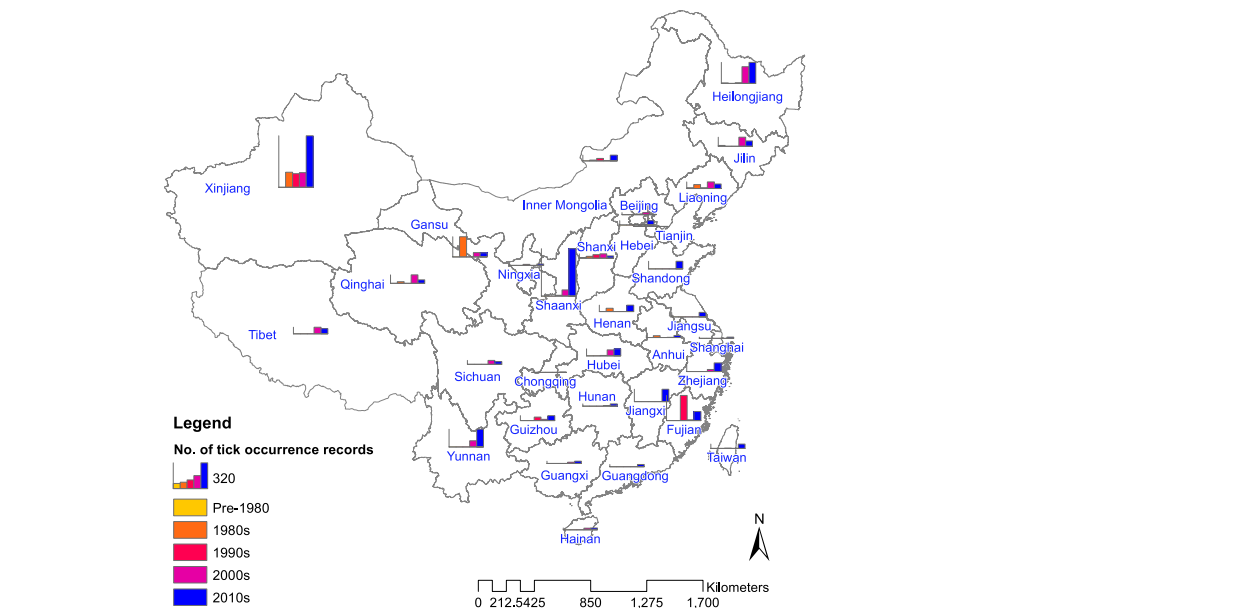 Heilongjiang
Jilin
Xinjiang
Liaoning
Inner Mongolia
Beijing
Gansu
Tianjin
Shanxi
Hebei
Ningxia
Shandong
Qinghai
Shaanxi
Henan
Jiangsu
Tibet
Shanghai
Anhui
Hubei
Sichuan
Chongqing
Zhejiang
Hunan
Jiangxi
Guizhou
Fujian
Yunnan
Taiwan
Guangxi
Guangdong
Hainan
Legend
No. of tick occurrence records
320
Pre-1980
1980s
1990s
2000s
2010s
N
Kilometers
0 212.5425 850 1,275 1,700